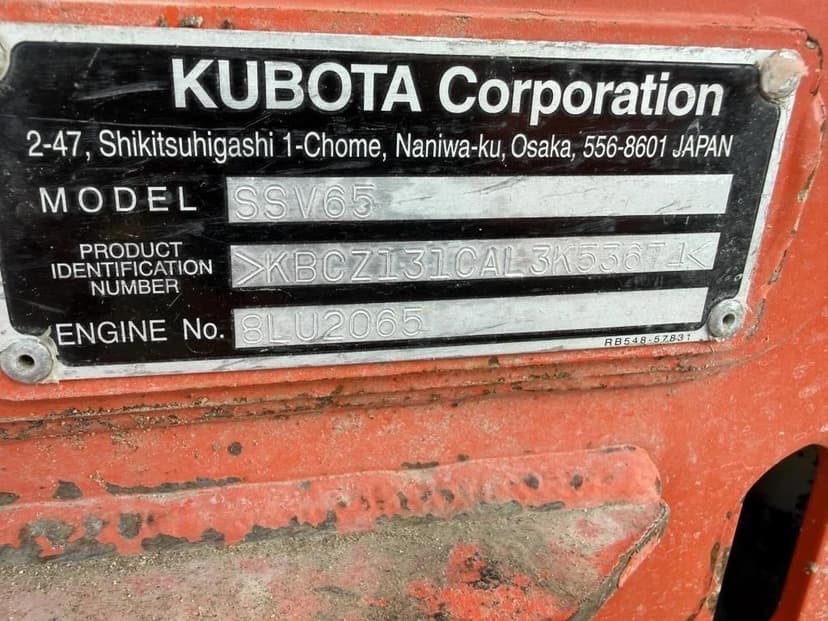 KUBOTA Corporation
2-47, Shikitsuhigashi 1-Chome, Naniwa-ku, Osaka, 556-8601 JAPAN
MODEL SSV65
PRODUCT
IDENTIFICATION
NUMBER
>KBCZ131CAL3K53674<
ENGINE No. 8LU2065
RB548-57831